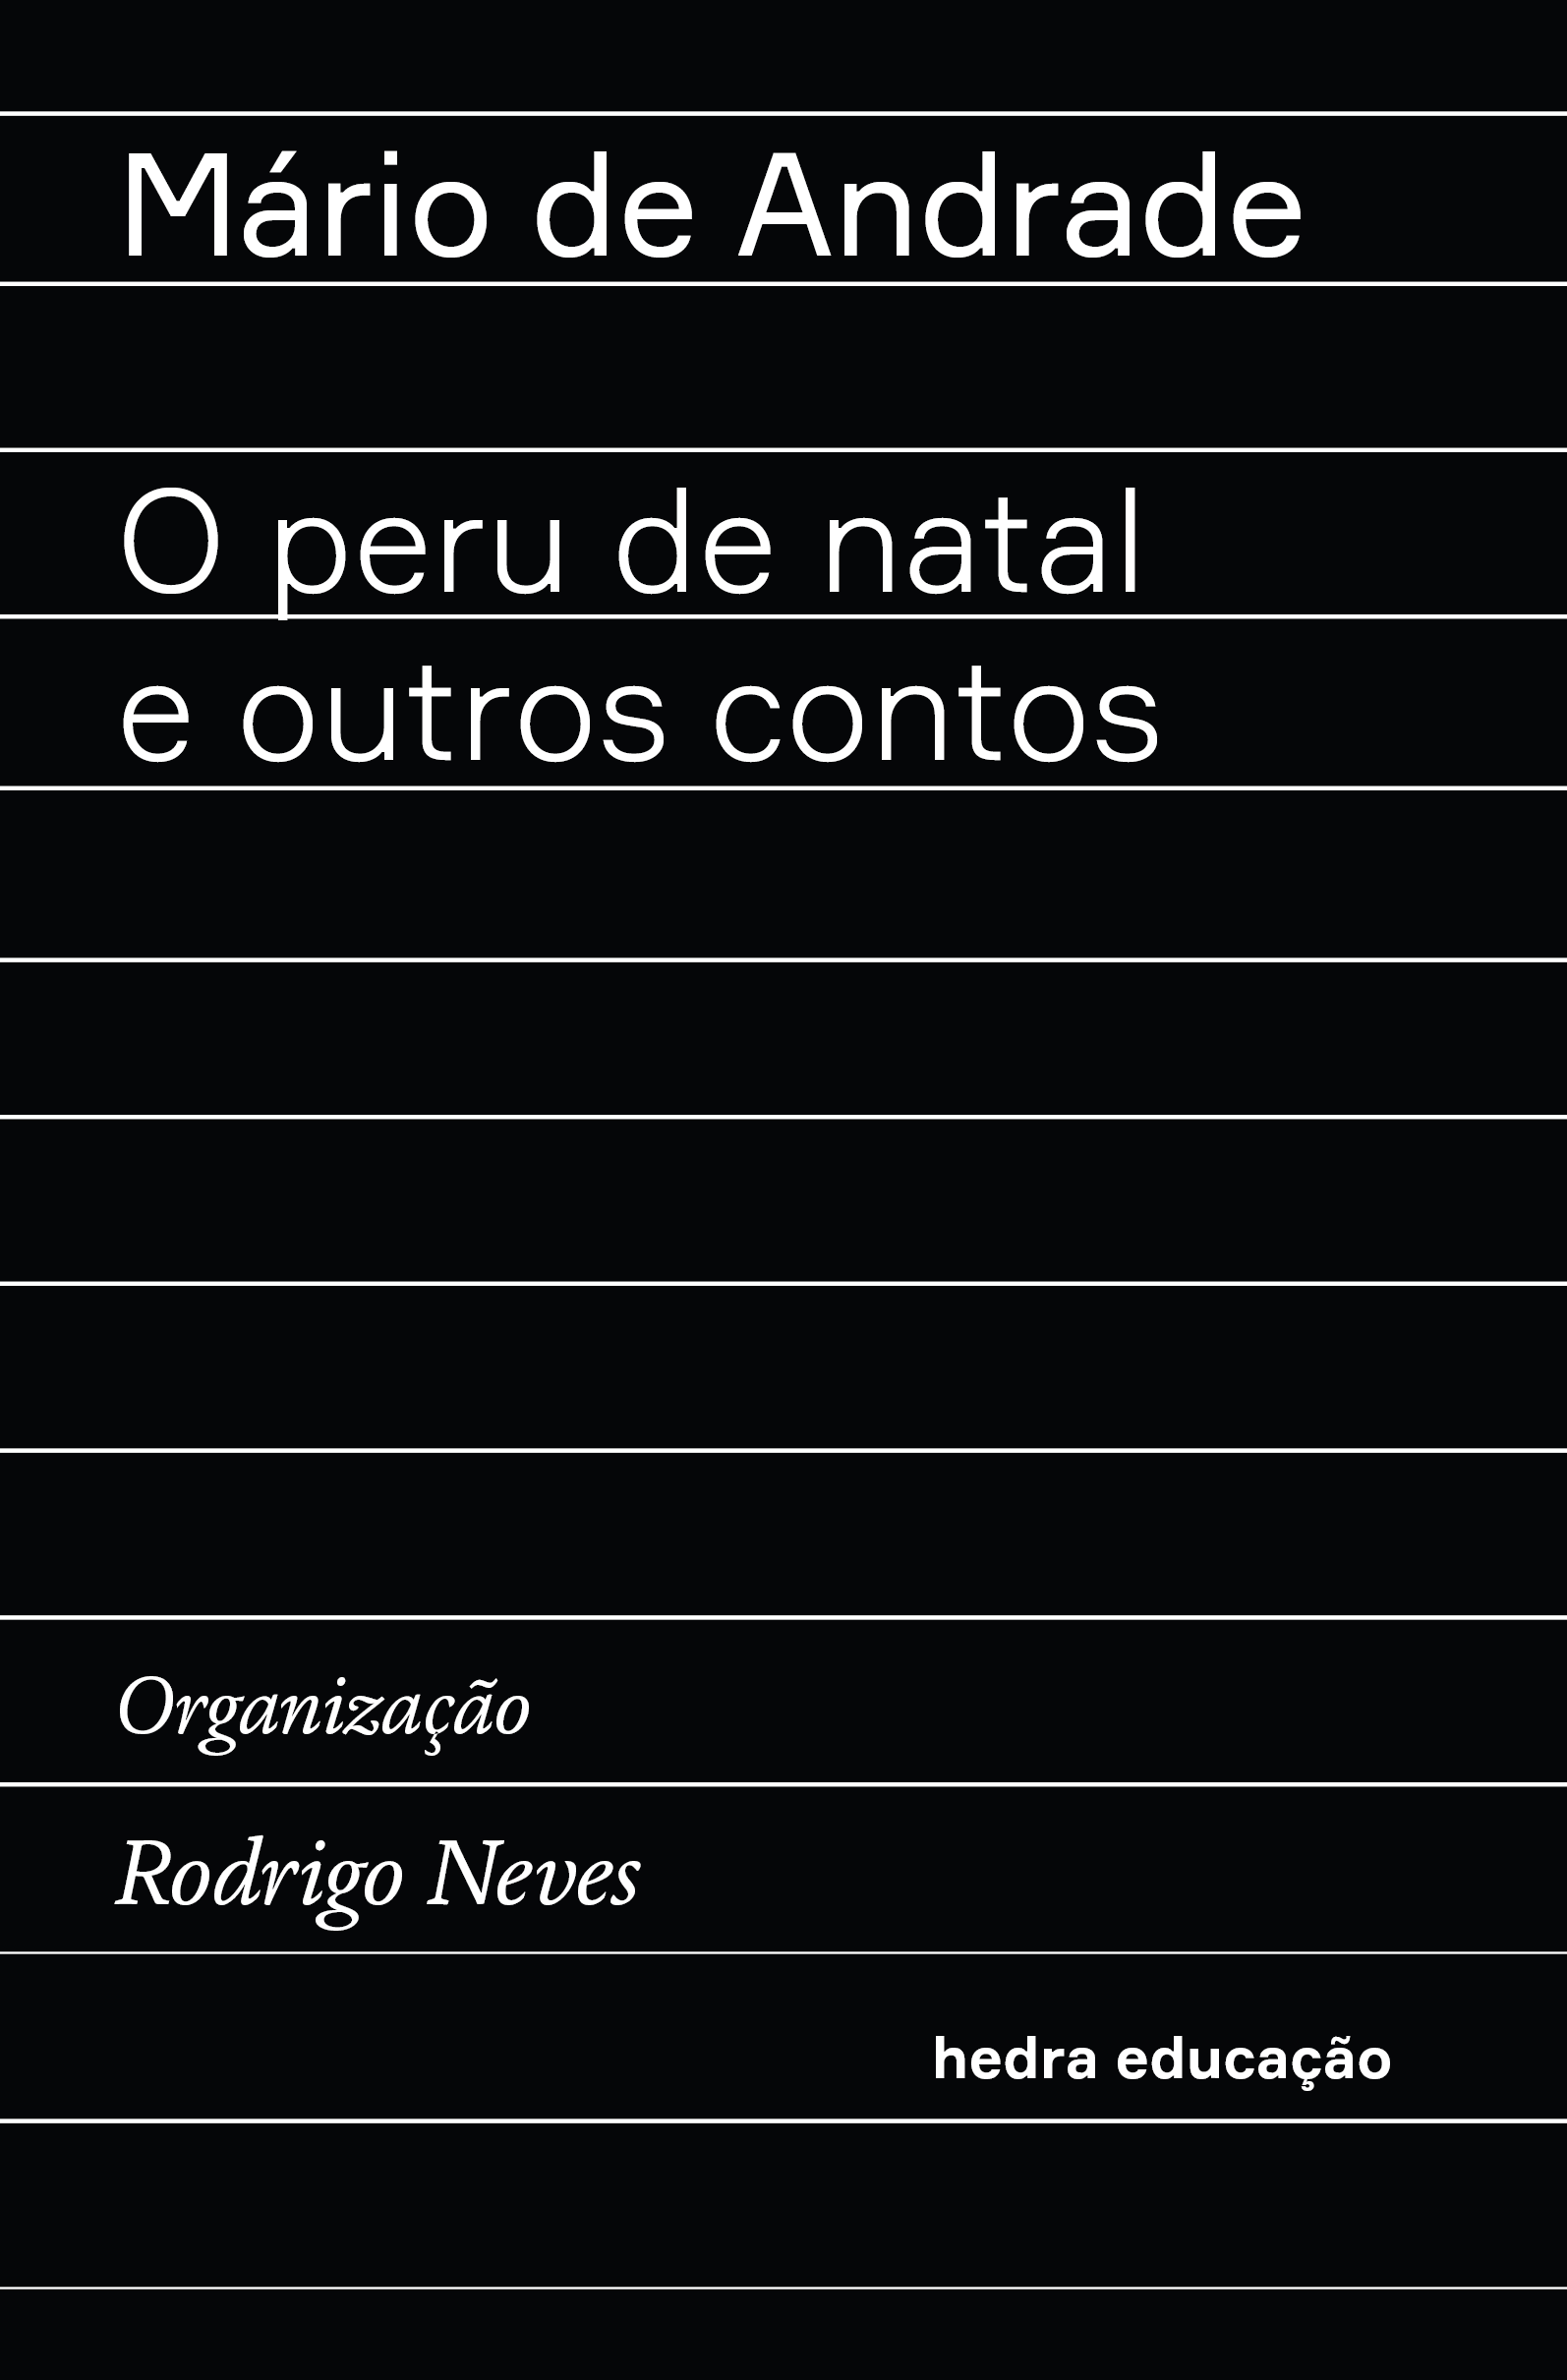 Mário de Andrade
O peru de natal
e outros contos
Organização
Rodrigo Neves
hedra educação